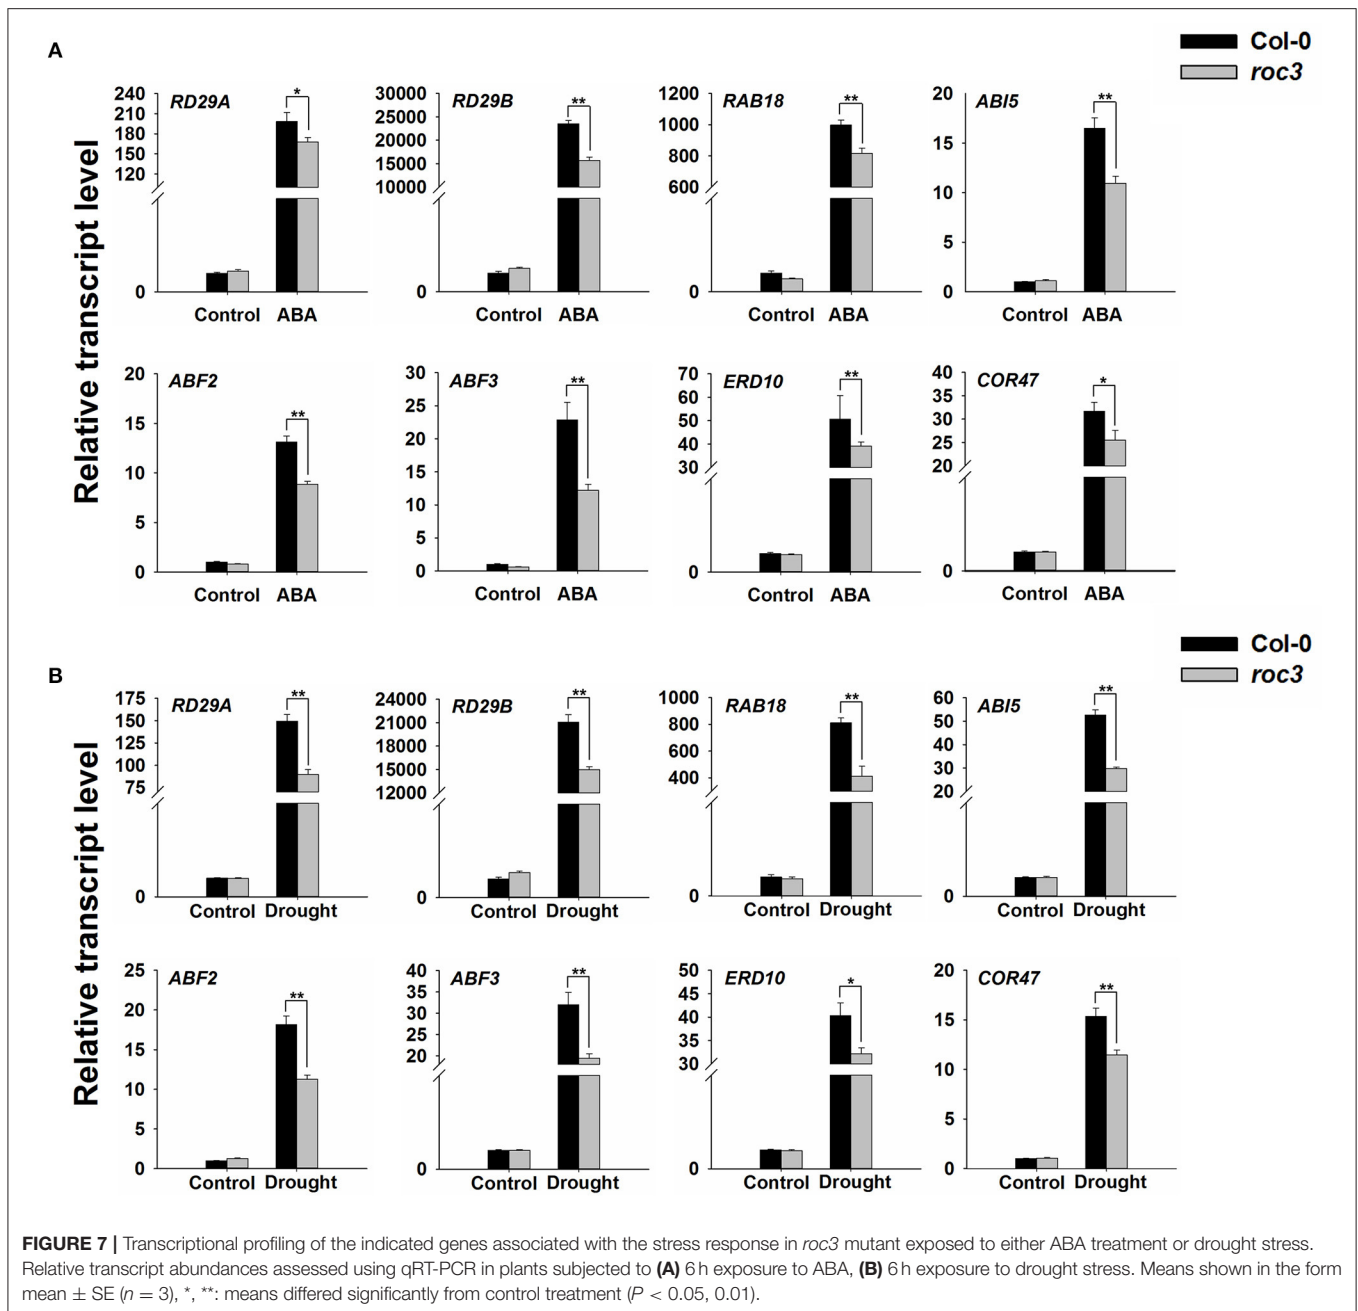 A
Col-0
roc3
Relative transcript level
RD29A
240
210
180
150
120
0
Control ABA
*
RD29B
30000
25000
20000
15000
10000
0
Control ABA
**
RAB18
1200
1000
800
600
0
Control ABA
**
ABI5
20
15
10
5
0
Control ABA
**
ABF2
20
15
10
5
0
Control ABA
**
ABF3
30
25
20
15
10
5
0
Control ABA
**
ERD10
70
60
50
40
30
0
Control ABA
**
COR47
40
35
30
25
20
0
Control ABA
*
B
Col-0
roc3
Relative transcript level
RD29A
175
150
125
100
75
0
Control Drought
**
RD29B
24000
21000
18000
15000
12000
0
Control Drought
**
RAB18
1000
800
600
400
0
Control Drought
**
ABI5
60
50
40
30
20
0
Control Drought
**
ABF2
25
20
15
10
5
0
Control Drought
**
ABF3
40
35
30
25
20
0
Control Drought
**
ERD10
50
45
40
35
30
0
Control Drought
*
COR47
20
15
10
5
0
Control Drought
**
FIGURE 7 | Transcriptional profiling of the indicated genes associated with the stress response in roc3 mutant exposed to either ABA treatment or drought stress.
Relative transcript abundances assessed using qRT-PCR in plants subjected to (A) 6 h exposure to ABA, (B) 6 h exposure to drought stress. Means shown in the form
mean ± SE (n = 3), *, **: means differed significantly from control treatment (P < 0.05, 0.01).